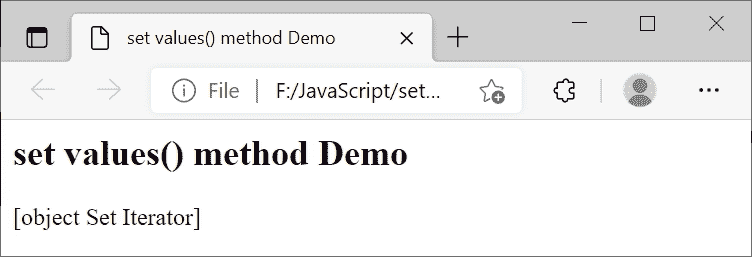 set values() method Demo
File | F:/JavaScript/set...
set values() method Demo
[object Set Iterator]